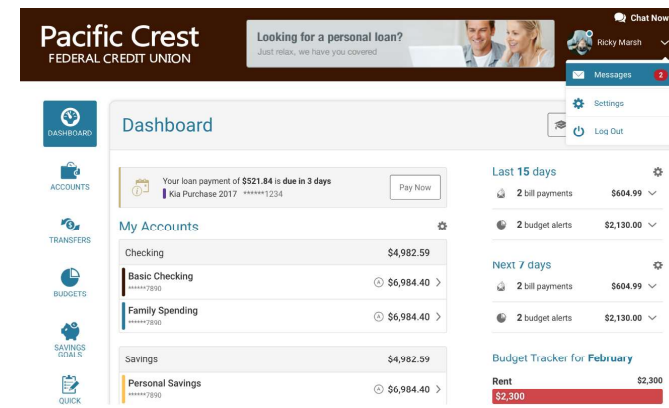 Chat Now
Pacific Crest
FEDERAL CREDIT UNION
Looking for a personal loan?
Just relax, we have you covered
Ricky Marsh
Messages 2
Settings
Log Out
DASHBOARD
ACCOUNTS
TRANSFERS
BUDGETS
SAVINGS
GOALS
QUICK
Dashboard
Your loan payment of $521.84 is due in 3 days
Kia Purchase 2017 ******1234
Pay Now
My Accounts
Checking $4,982.59
Basic Checking
******7890
A $6,984.40
Family Spending
******7890
A $6,984.40
Savings $4,982.59
Personal Savings
******7890
A $6,984.40
Last 15 days
2 bill payments $604.99
2 budget alerts $2,130.00
Next 7 days
2 bill payments $604.99
2 budget alerts $2,130.00
Budget Tracker for February
Rent $2,300
$2,300